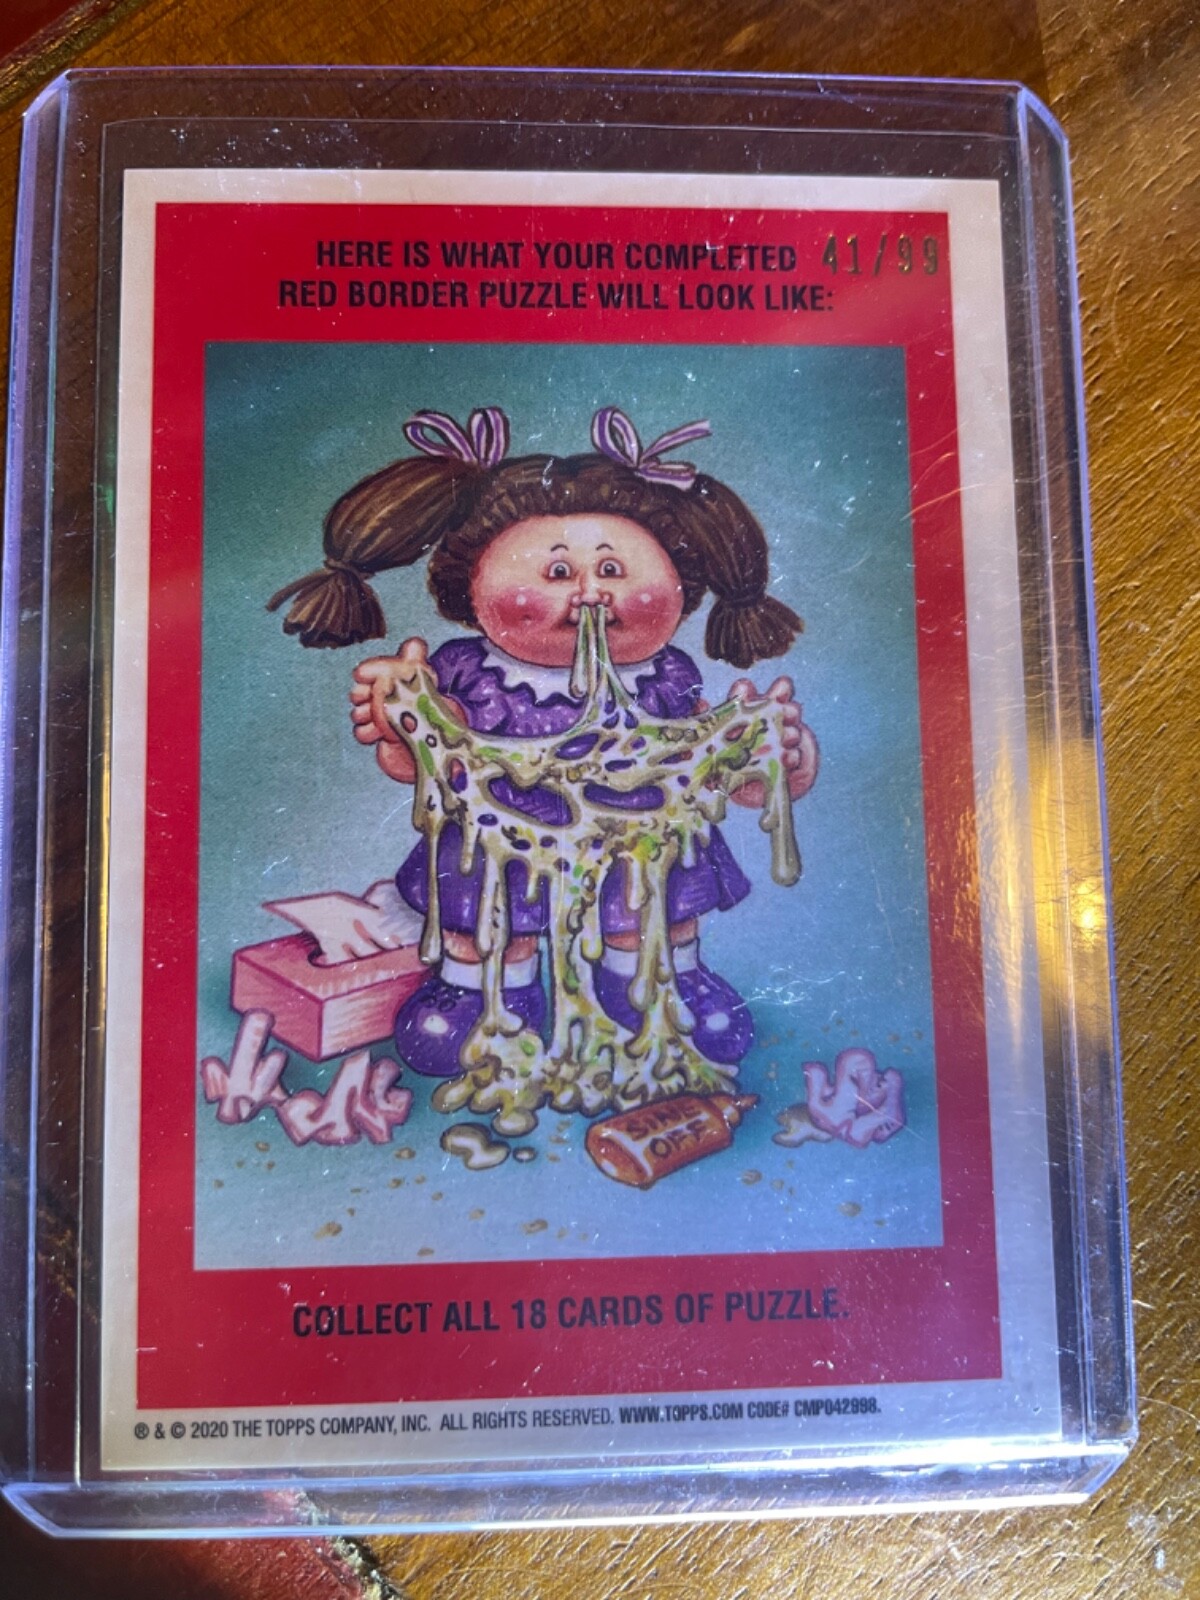 HERE IS WHAT YOUR COMPLETED 41/99
RED BORDER PUZZLE WILL LOOK LIKE:
SINE
OFF
COLLECT ALL 18 CARDS OF PUZZLE.
® & © 2020 THE TOPPS COMPANY, INC. ALL RIGHTS RESERVED. WWW.TOPPS.COM CODE# CMP042998.